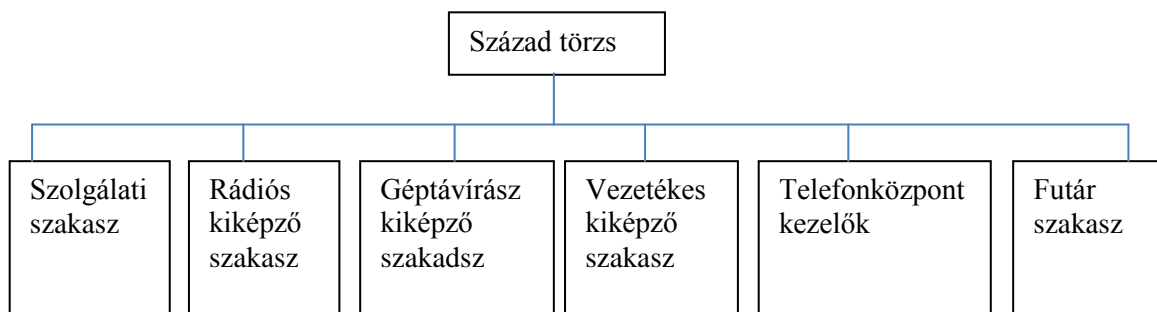 Század törzs
Szolgálati
szakasz
Rádiós
kiképző
szakasz
Géptávírász
kiképző
szakadsz
Vezetékes
kiképző
szakasz
Telefonközpont
kezelők
Futár
szakasz